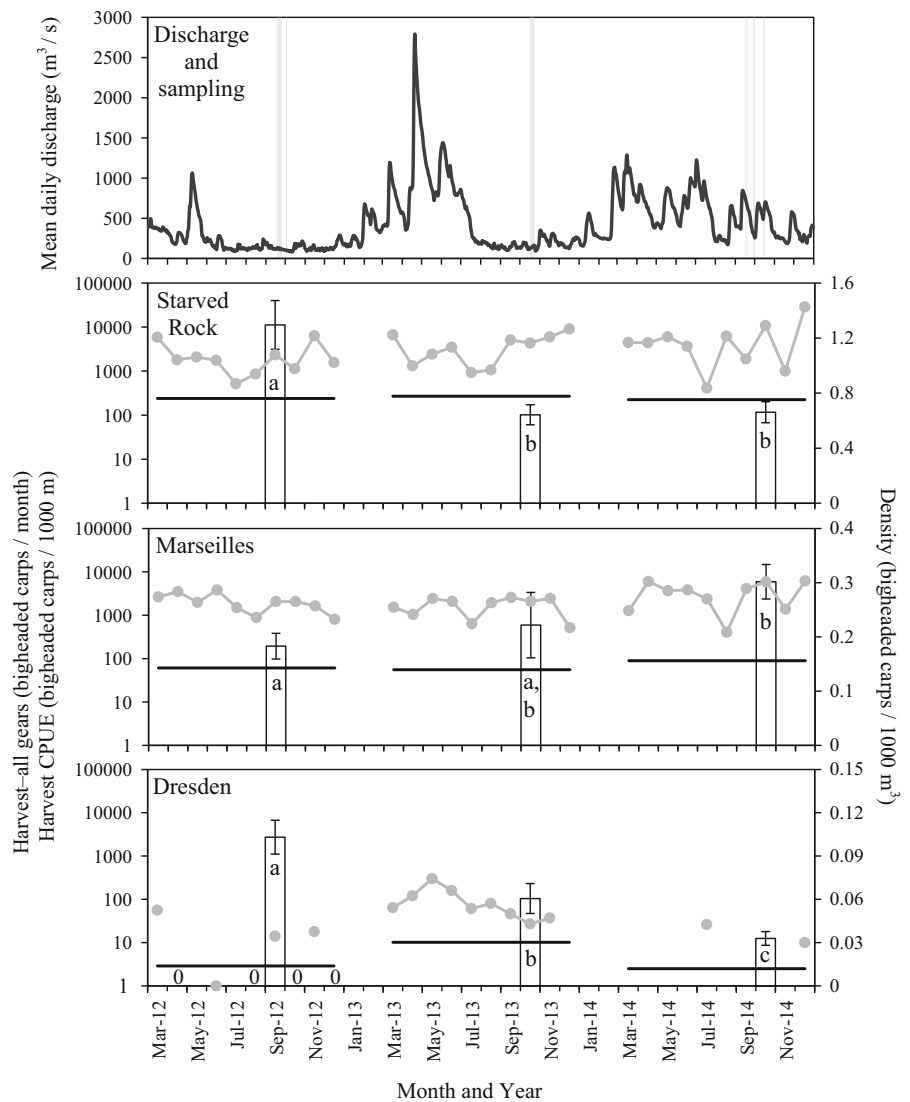 3000
2500
2000
1500
1000
500
0
Mean daily discharge (m³ / s)
Discharge
and
sampling
100000
10000
1000
100
10
1
Starved
Rock
a
b
b
1.6
1.2
0.8
0.4
0
100000
10000
1000
100
10
1
Marseilles
a
a,
b
b
0.4
0.3
0.2
0.1
0
100000
10000
1000
100
10
1
Dresden
a
b
c
0
0
0
0
0.15
0.12
0.09
0.06
0.03
0
Harvest–all gears (bigheaded carps / month)
Harvest CPUE (bigheaded carps / 1000 m)
Density (bigheaded carps / 1000 m³)
Mar-12
May-12
Jul-12
Sep-12
Nov-12
Jan-13
Mar-13
May-13
Jul-13
Sep-13
Nov-13
Jan-14
Mar-14
May-14
Jul-14
Sep-14
Nov-14
Month and Year